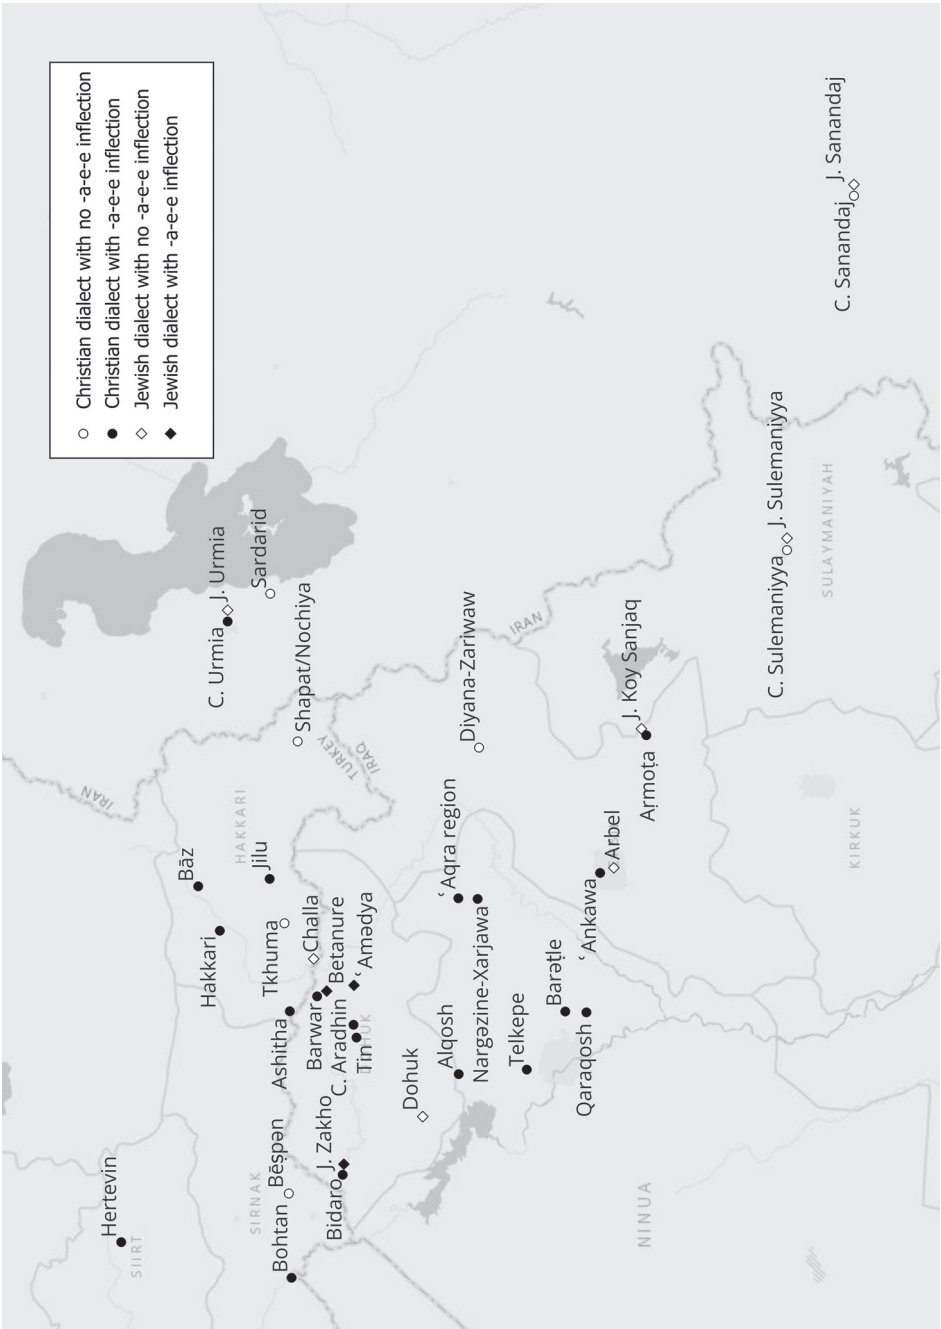 Christian dialect with no -a-e-e inflection
Christian dialect with -a-e-e inflection
Jewish dialect with no -a-e-e inflection
Jewish dialect with -a-e-e inflection
Hertevin
SIIRT
Bohtan
Bēṣpən
SIRNAK
Bidaro
J. Zakho
Hakkari
Bāz
HAKKARI
Jilu
Tkhuma
Ashitha
Challa
Barwar
Betanure
C. Aradhin
ʿAmədya
Tin
Dohuk
Alqosh
ʿAqra region
Nargəzine-Xarjawa
Telkepe
Barəṭle
Qaraqosh
ʿAnkawa
Arbel
NINUA
IRAN
TURKEY
IRAQ
C. Urmia
J. Urmia
Sardarid
Shapat/Nochiya
Diyana-Zariwaw
IRAN
J. Koy Sanjaq
Armoṭa
KIRKUK
C. Sulemaniyya
J. Sulemaniyya
SULAYMANIYAH
C. Sanandaj
J. Sanandaj